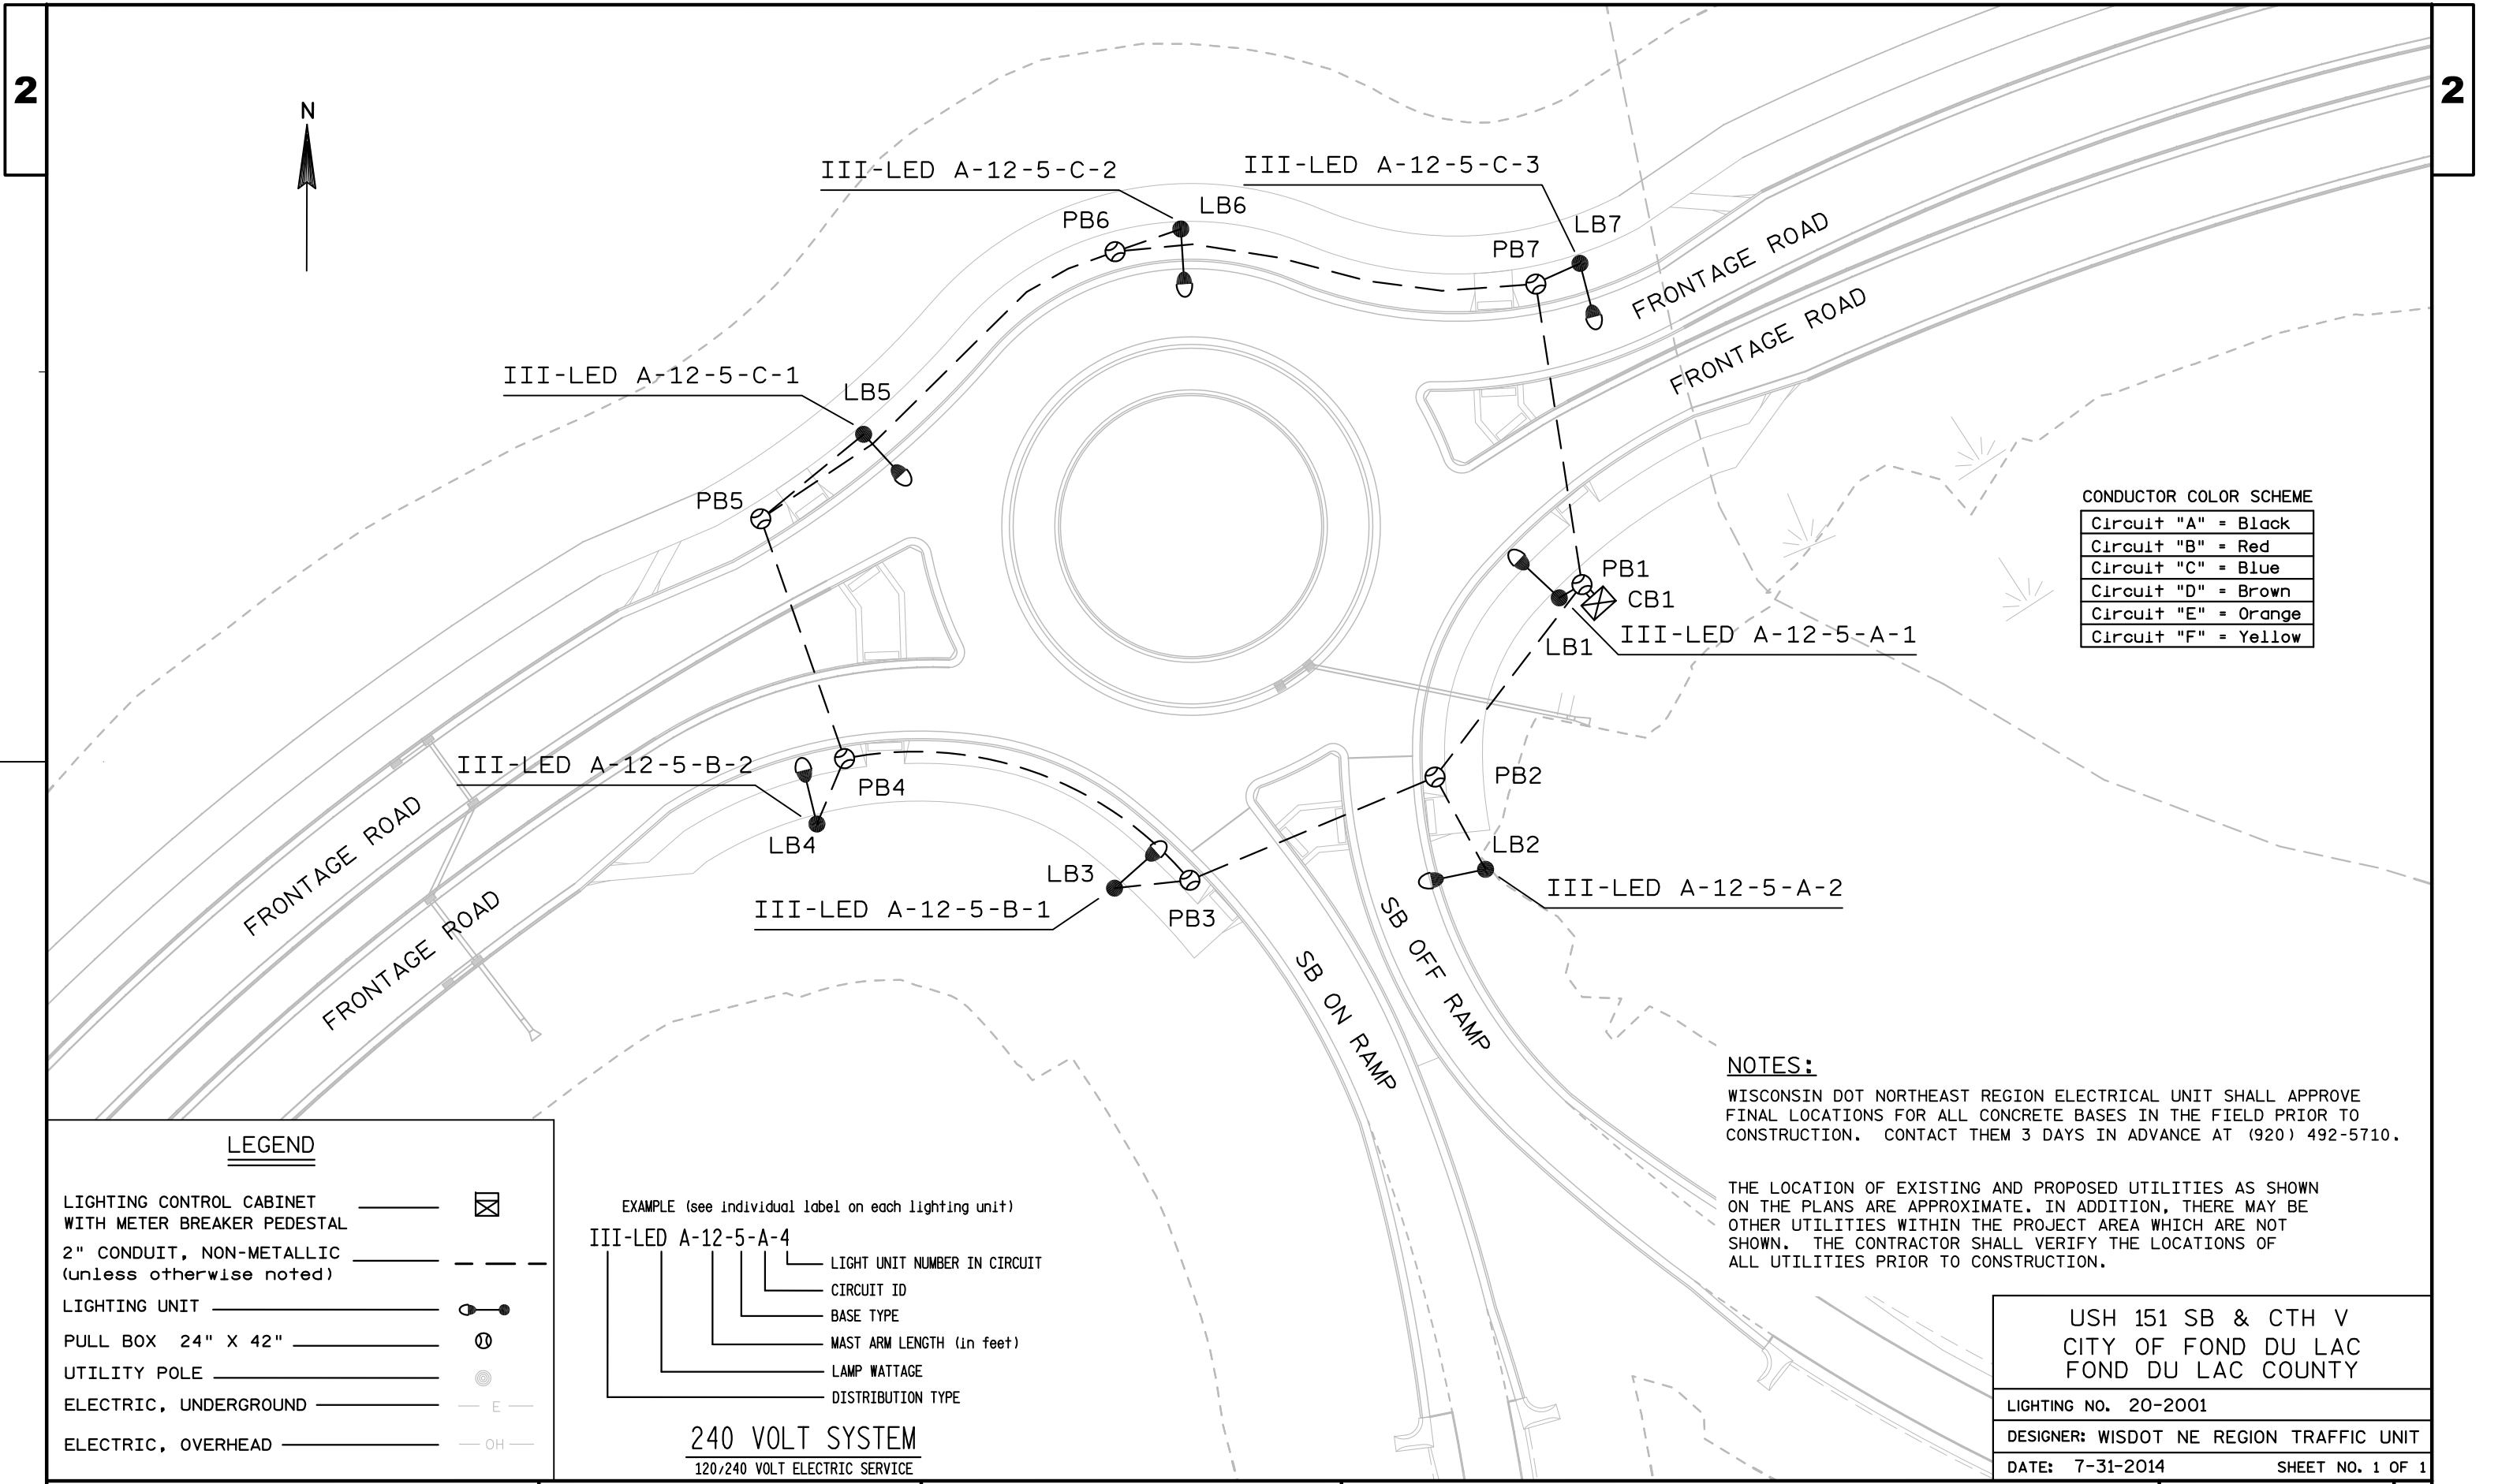 2
2
N
III-LED A-12-5-C-2
III-LED A-12-5-C-3
LB6
PB6
LB7
PB7
FRONTAGE ROAD
FRONTAGE ROAD
III-LED A-12-5-C-1
LB5
PB5
CONDUCTOR COLOR SCHEME
Circuit "A" = Black
Circuit "B" = Red
Circuit "C" = Blue
Circuit "D" = Brown
Circuit "E" = Orange
Circuit "F" = Yellow
PB1
CB1
III-LED A-12-5-A-1
LB1
III-LED A-12-5-B-2
PB4
LB4
PB2
LB2
III-LED A-12-5-A-2
LB3
III-LED A-12-5-B-1
PB3
FRONTAGE ROAD
FRONTAGE ROAD
SB OFF RAMP
SB ON RAMP
NOTES:
WISCONSIN DOT NORTHEAST REGION ELECTRICAL UNIT SHALL APPROVE
FINAL LOCATIONS FOR ALL CONCRETE BASES IN THE FIELD PRIOR TO
CONSTRUCTION. CONTACT THEM 3 DAYS IN ADVANCE AT (920) 492-5710.
THE LOCATION OF EXISTING AND PROPOSED UTILITIES AS SHOWN
ON THE PLANS ARE APPROXIMATE. IN ADDITION, THERE MAY BE
OTHER UTILITIES WITHIN THE PROJECT AREA WHICH ARE NOT
SHOWN. THE CONTRACTOR SHALL VERIFY THE LOCATIONS OF
ALL UTILITIES PRIOR TO CONSTRUCTION.
LEGEND
LIGHTING CONTROL CABINET
WITH METER BREAKER PEDESTAL
2" CONDUIT, NON-METALLIC
(unless otherwise noted)
LIGHTING UNIT
PULL BOX 24" X 42"
UTILITY POLE
ELECTRIC, UNDERGROUND
E
ELECTRIC, OVERHEAD
OH
EXAMPLE (see individual label on each lighting unit)
III-LED A-12-5-A-4
LIGHT UNIT NUMBER IN CIRCUIT
CIRCUIT ID
BASE TYPE
MAST ARM LENGTH (in feet)
LAMP WATTAGE
DISTRIBUTION TYPE
240 VOLT SYSTEM
120/240 VOLT ELECTRIC SERVICE
USH 151 SB & CTH V
CITY OF FOND DU LAC
FOND DU LAC COUNTY
LIGHTING NO. 20-2001
DESIGNER: WISDOT NE REGION TRAFFIC UNIT
DATE: 7-31-2014 SHEET NO. 1 OF 1